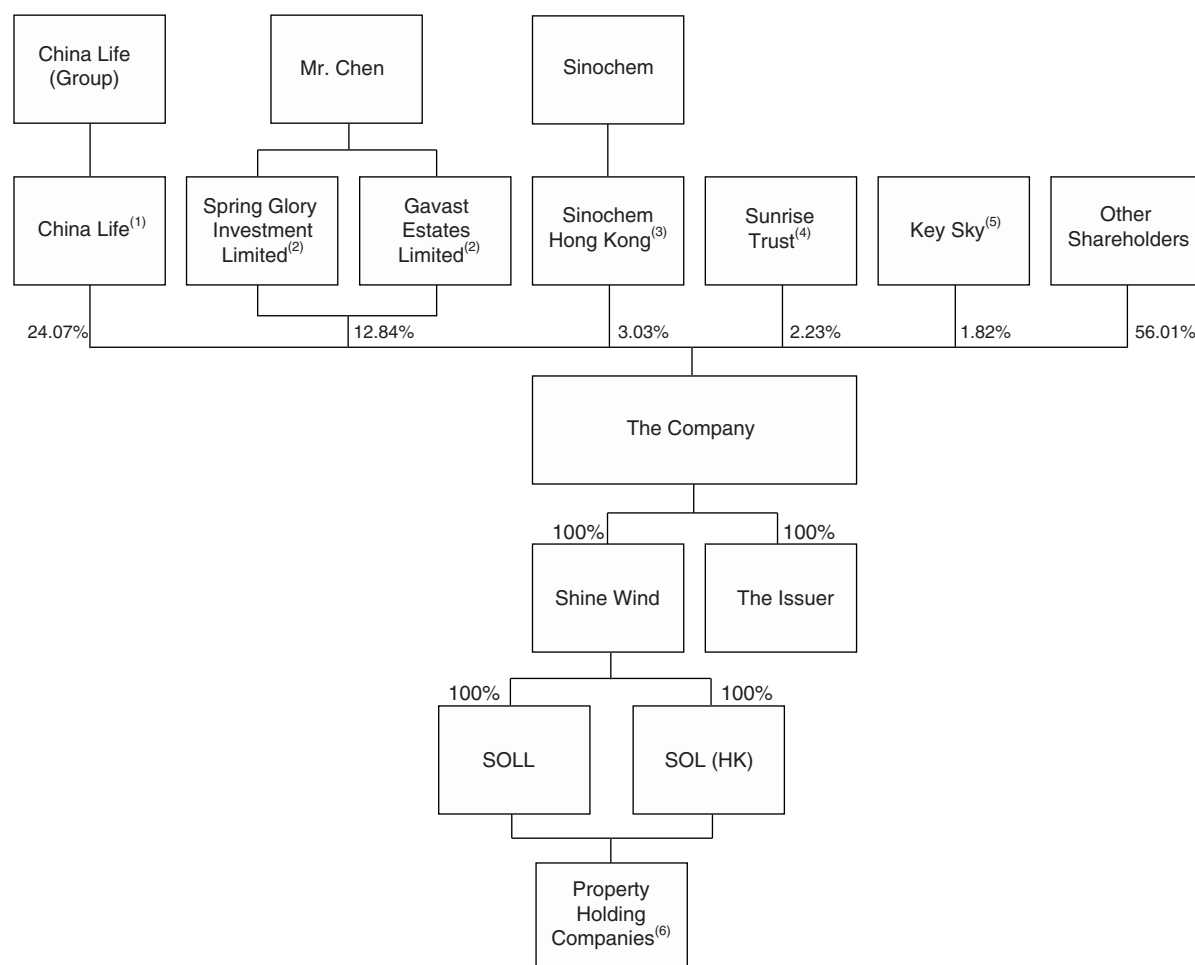 China Life
(Group)
Mr. Chen
Sinochem
China Life(1)
Spring Glory
Investment
Limited(2)
Gavast
Estates
Limited(2)
Sinochem
Hong Kong(3)
Sunrise
Trust(4)
Key Sky(5)
Other
Shareholders
24.07%
12.84%
3.03%
2.23%
1.82%
56.01%
The Company
100%
100%
Shine Wind
The Issuer
100%
100%
SOLL
SOL (HK)
Property
Holding
Companies(6)